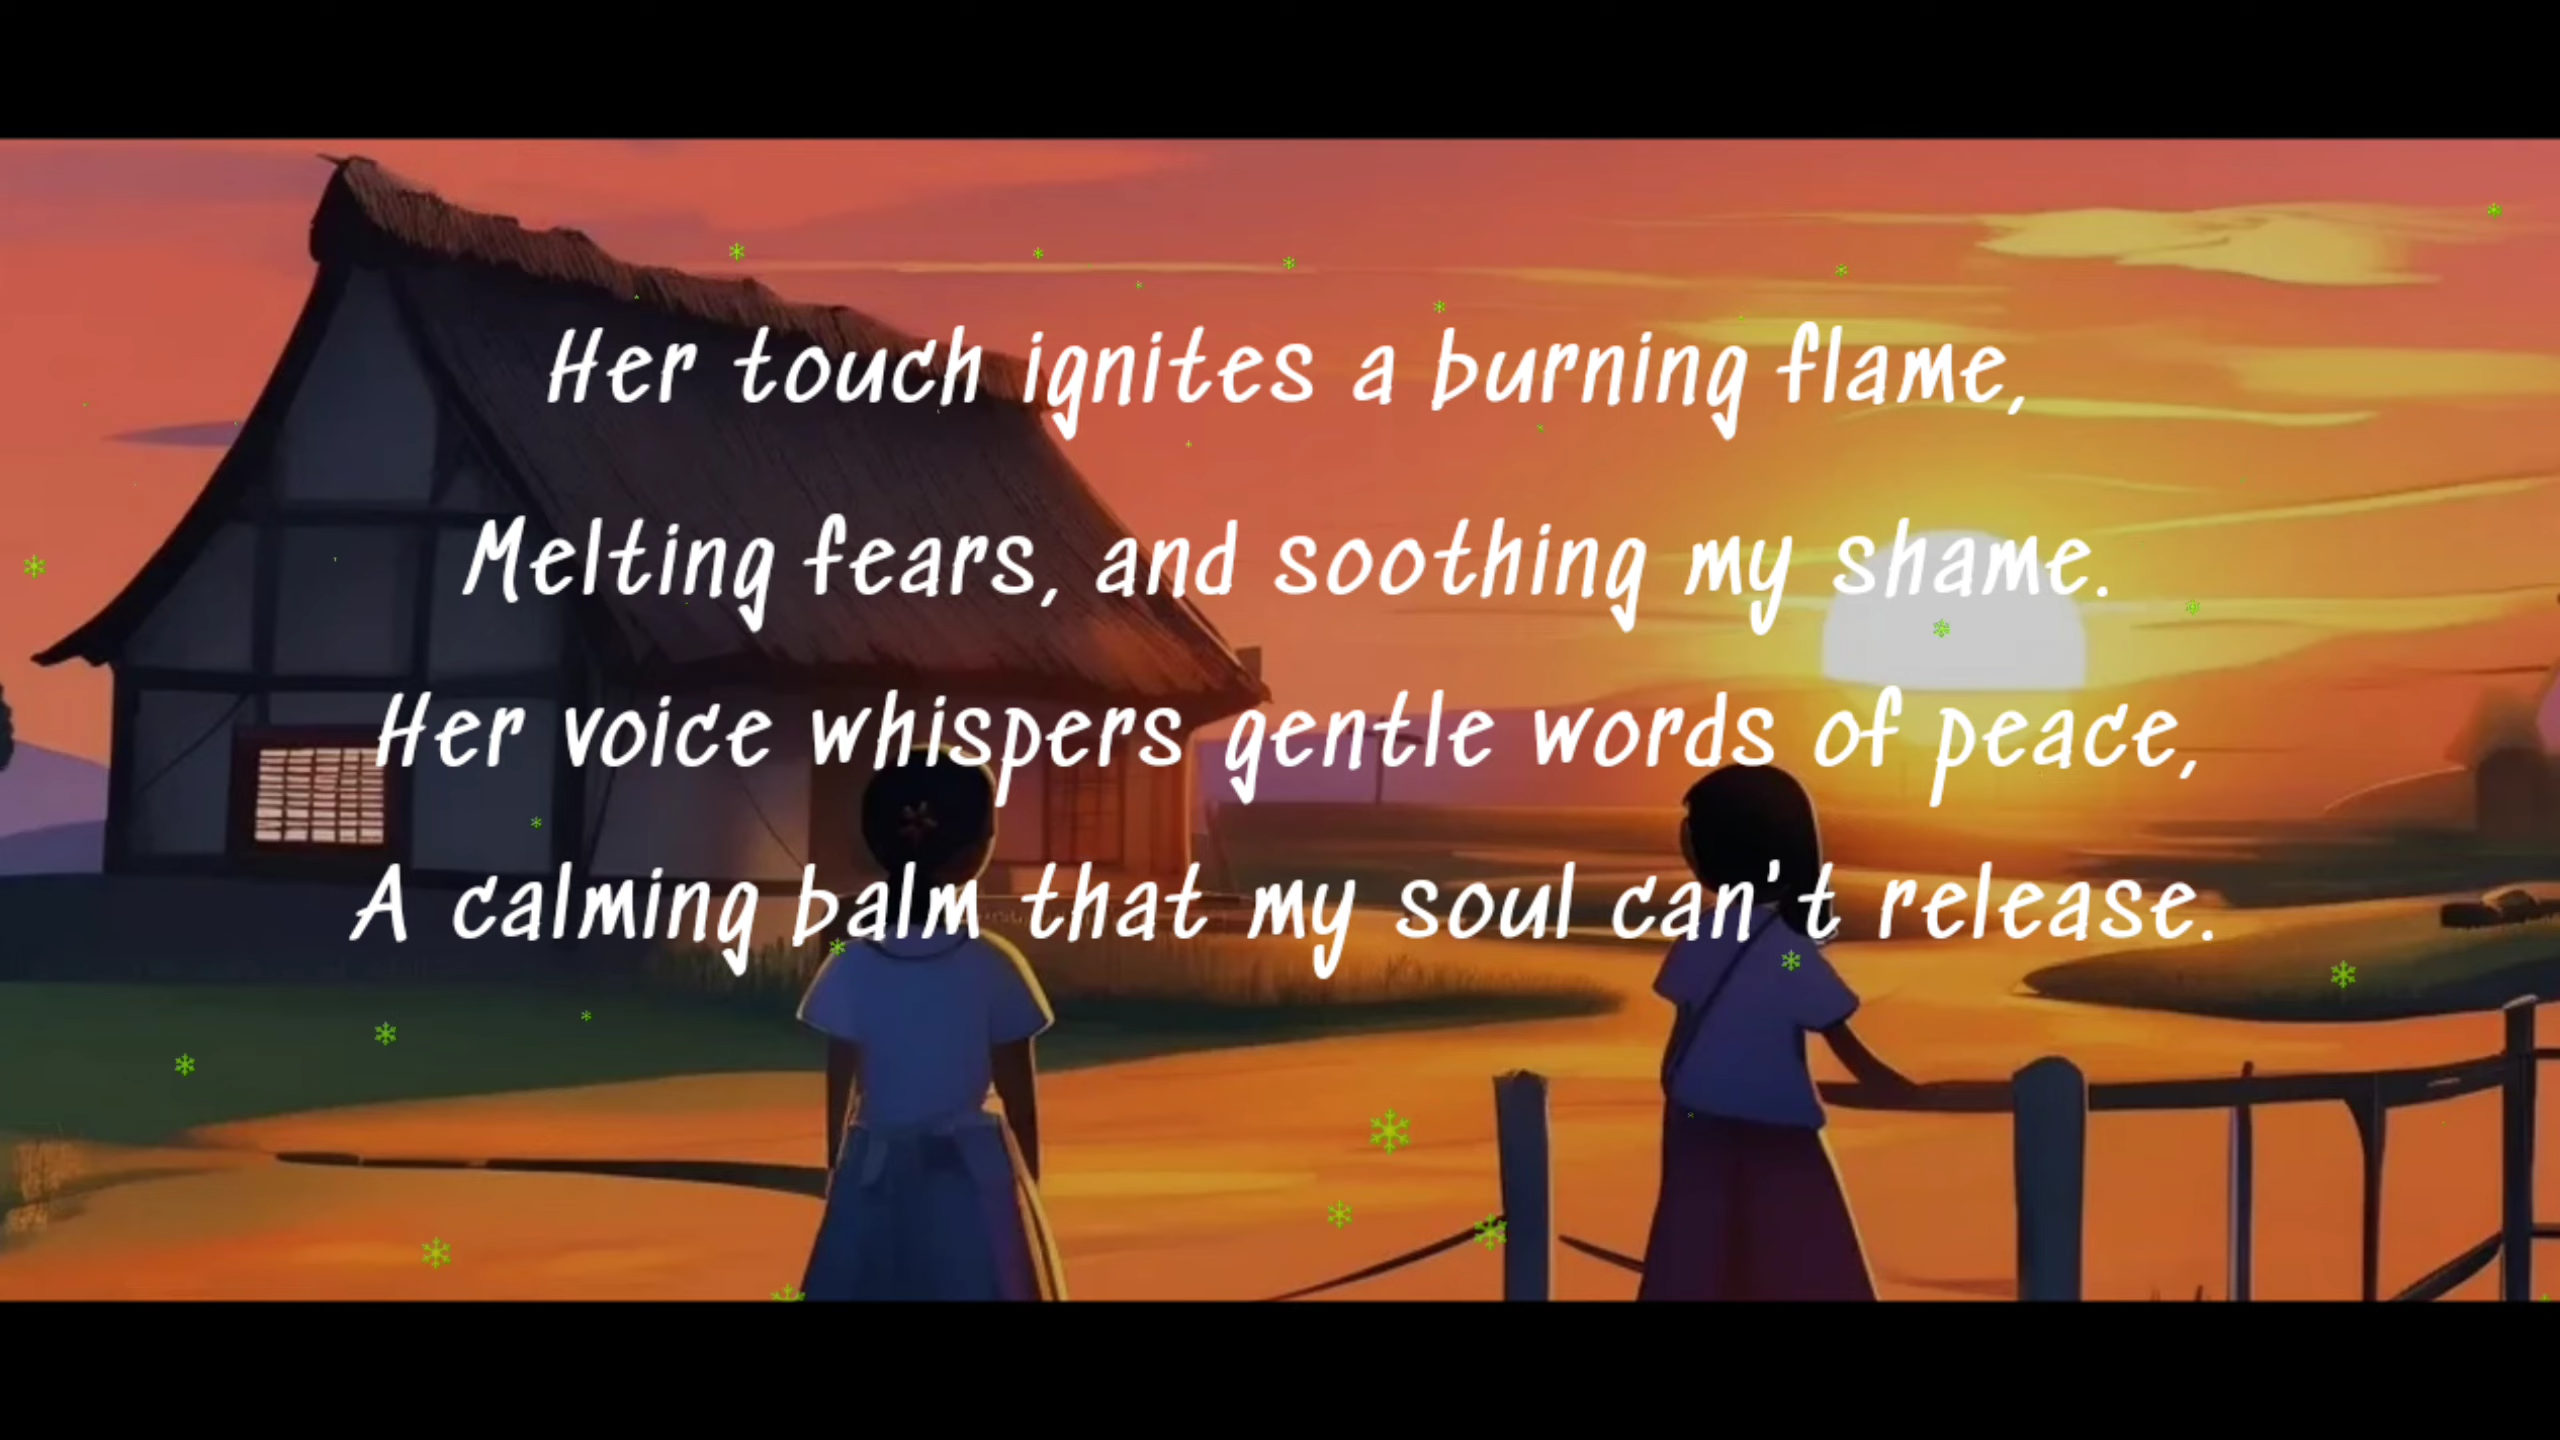 Her touch ignites a burning flame,
Melting fears, and soothing my shame.
Her voice whispers gentle words of peace,
A calming balm that my soul can't release.